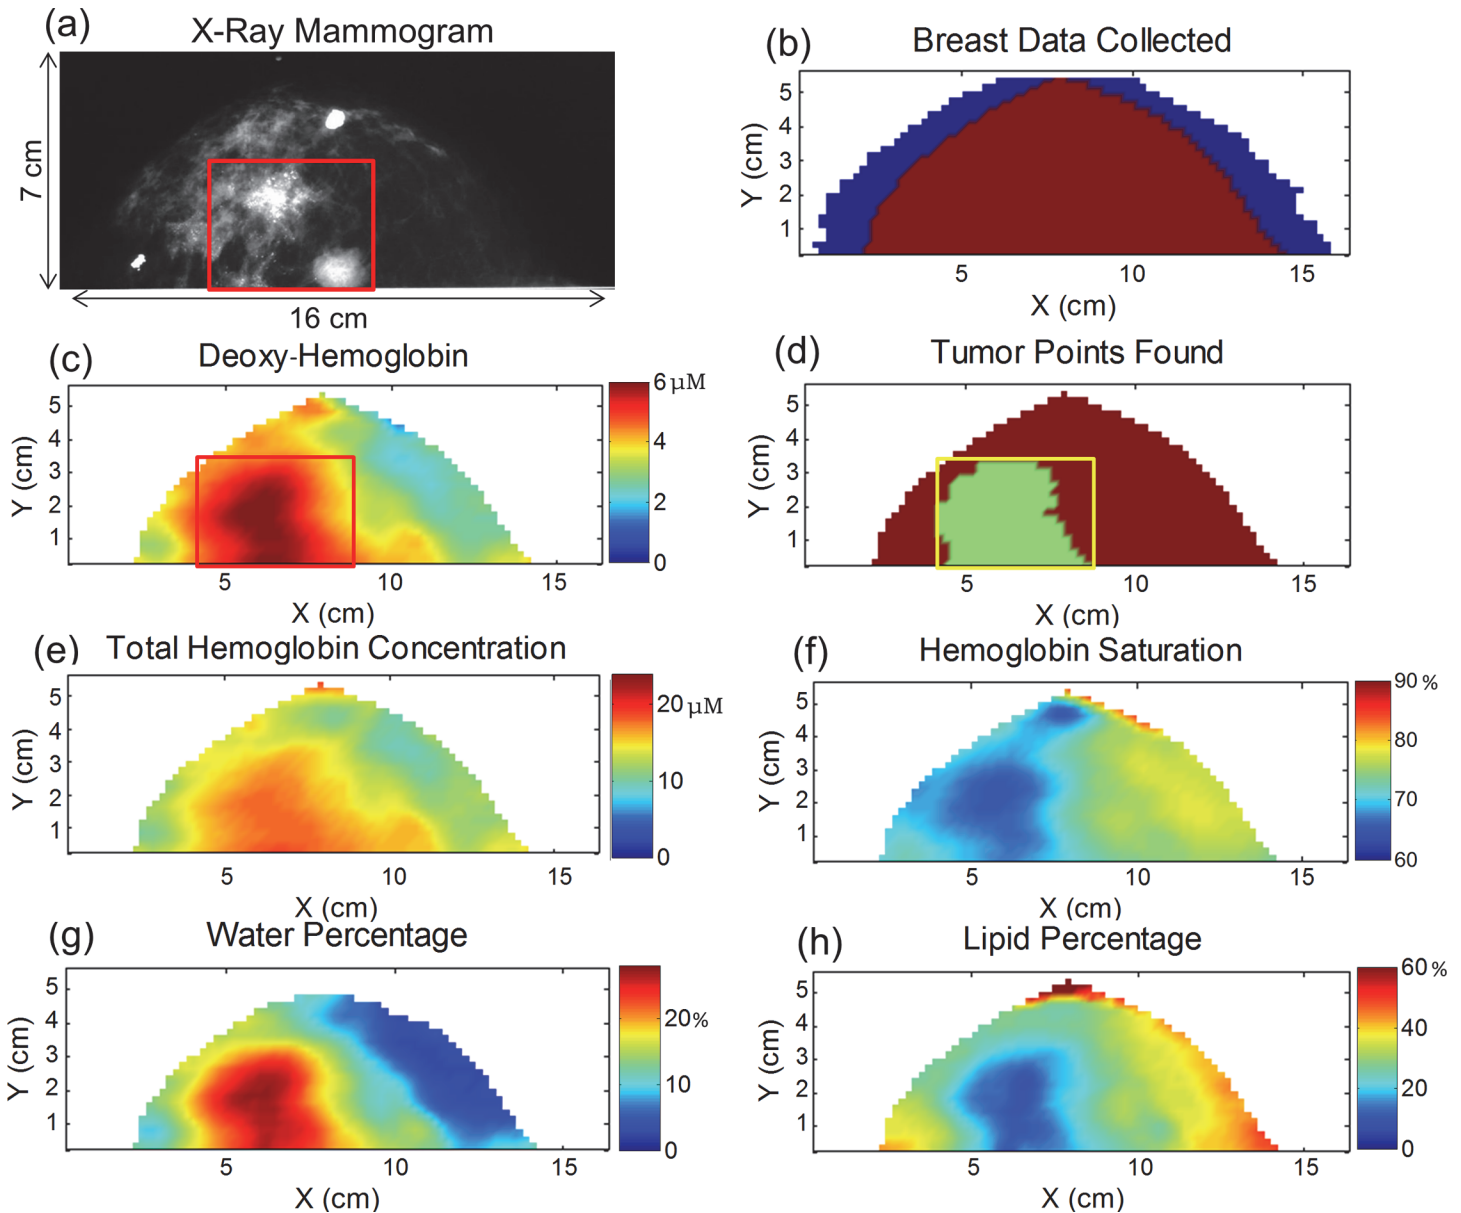 (a)
X-Ray Mammogram
7 cm
16 cm
(b)
Breast Data Collected
Y (cm)
5
4
3
2
1
5 10 15
X (cm)
(c)
Deoxy-Hemoglobin
Y (cm)
5
4
3
2
1
5 10 15
X (cm)
6 µM
4
2
0
(d)
Tumor Points Found
Y (cm)
5
4
3
2
1
5 10 15
X (cm)
(e)
Total Hemoglobin Concentration
Y (cm)
5
4
3
2
1
5 10 15
X (cm)
20 µM
10
0
(f)
Hemoglobin Saturation
Y (cm)
5
4
3
2
1
5 10 15
X (cm)
90 %
80
70
60
(g)
Water Percentage
Y (cm)
5
4
3
2
1
5 10 15
X (cm)
20%
10
0
(h)
Lipid Percentage
Y (cm)
5
4
3
2
1
5 10 15
X (cm)
60 %
40
20
0